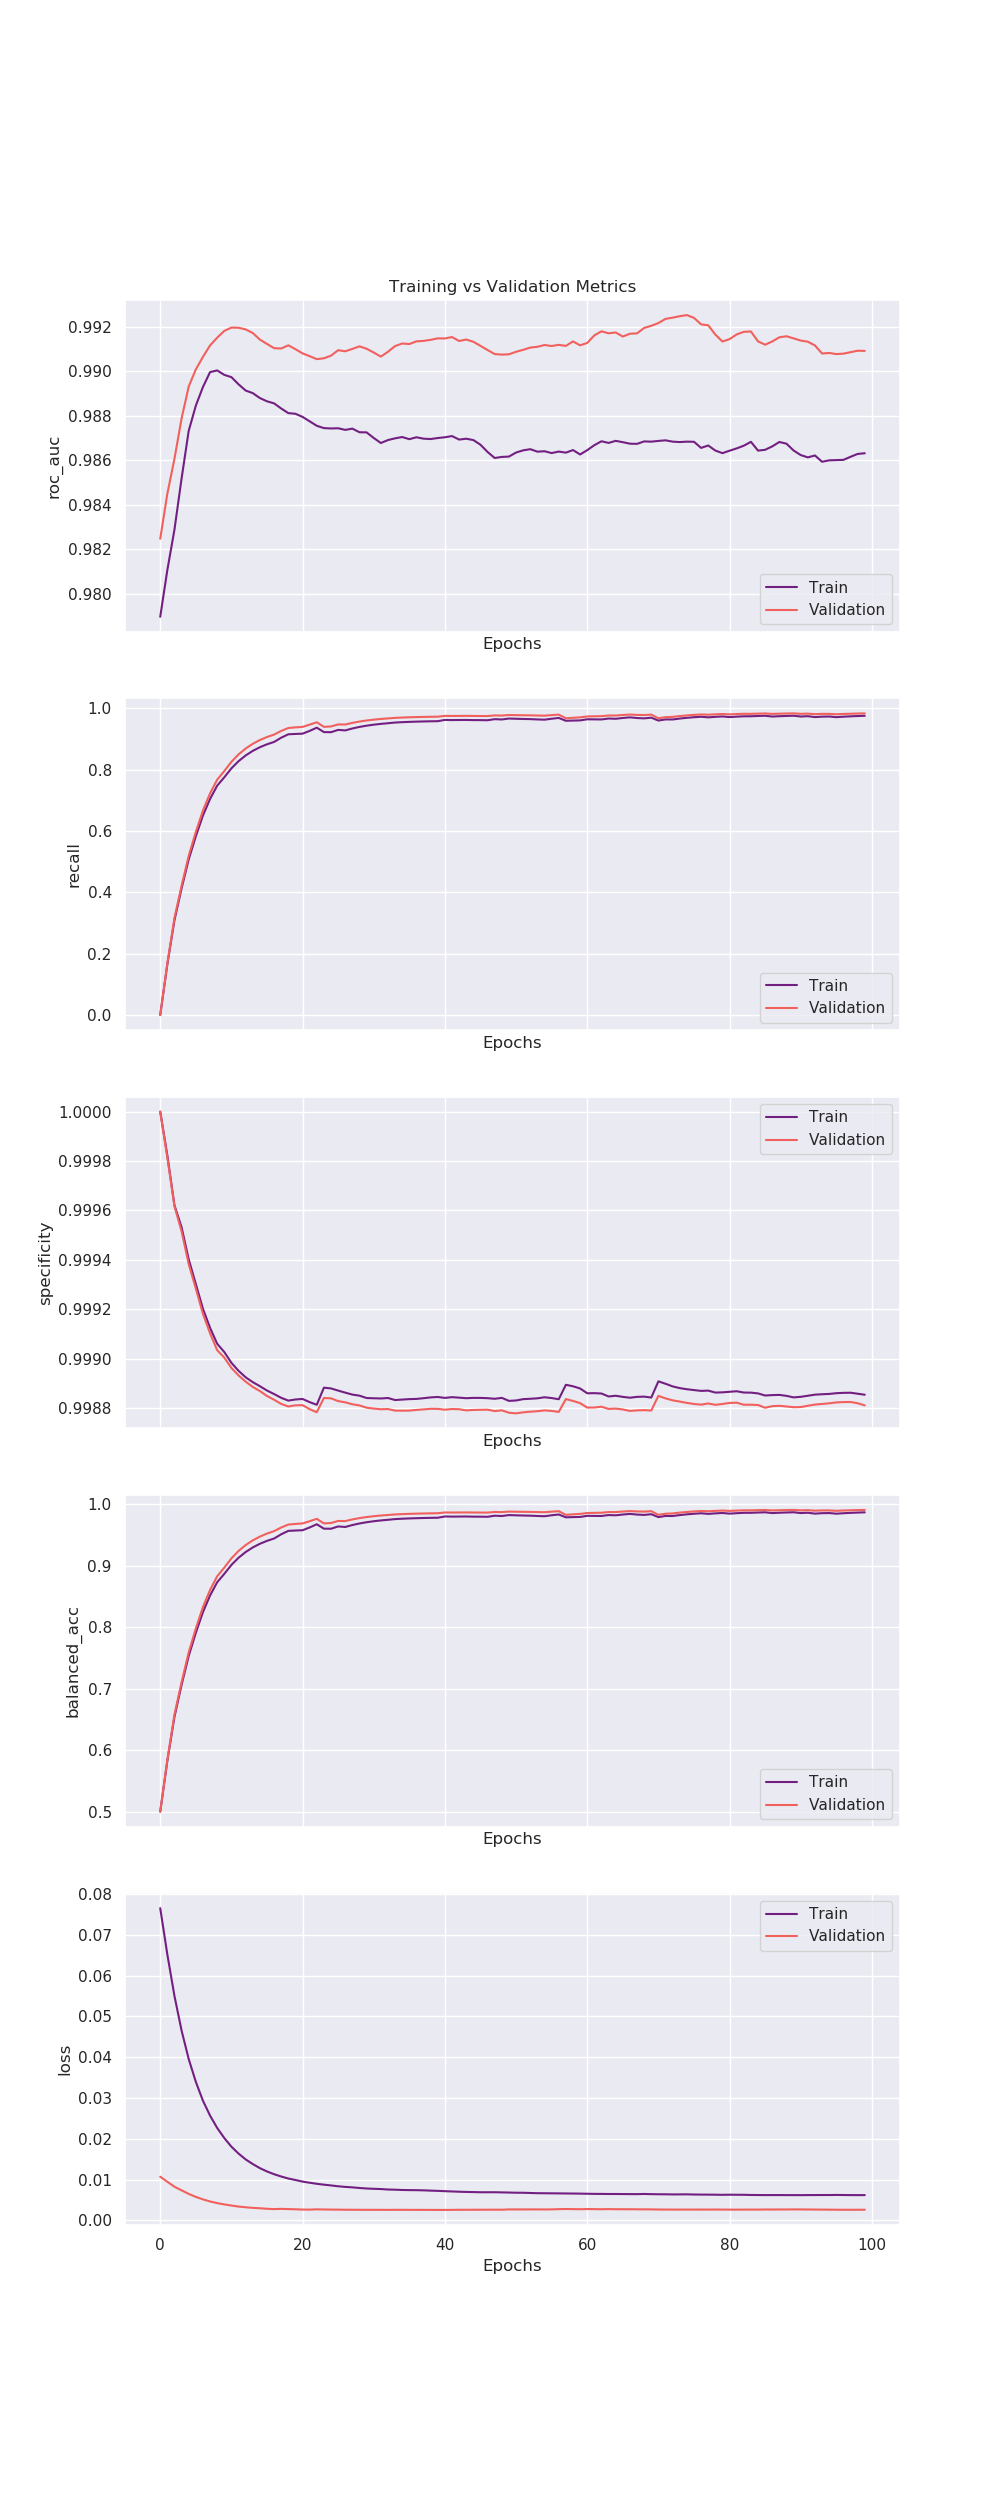 Training vs Validation Metrics
0.992
0.990
0.988
0.986
0.984
0.982
0.980
roc_auc
Train
Validation
Epochs
1.0
0.8
0.6
0.4
0.2
0.0
recall
Train
Validation
Epochs
1.0000
0.9998
0.9996
0.9994
0.9992
0.9990
0.9988
specificity
Train
Validation
Epochs
1.0
0.9
0.8
0.7
0.6
0.5
balanced_acc
Train
Validation
Epochs
0.08
0.07
0.06
0.05
0.04
0.03
0.02
0.01
0.00
loss
Train
Validation
0 20 40 60 80 100
Epochs